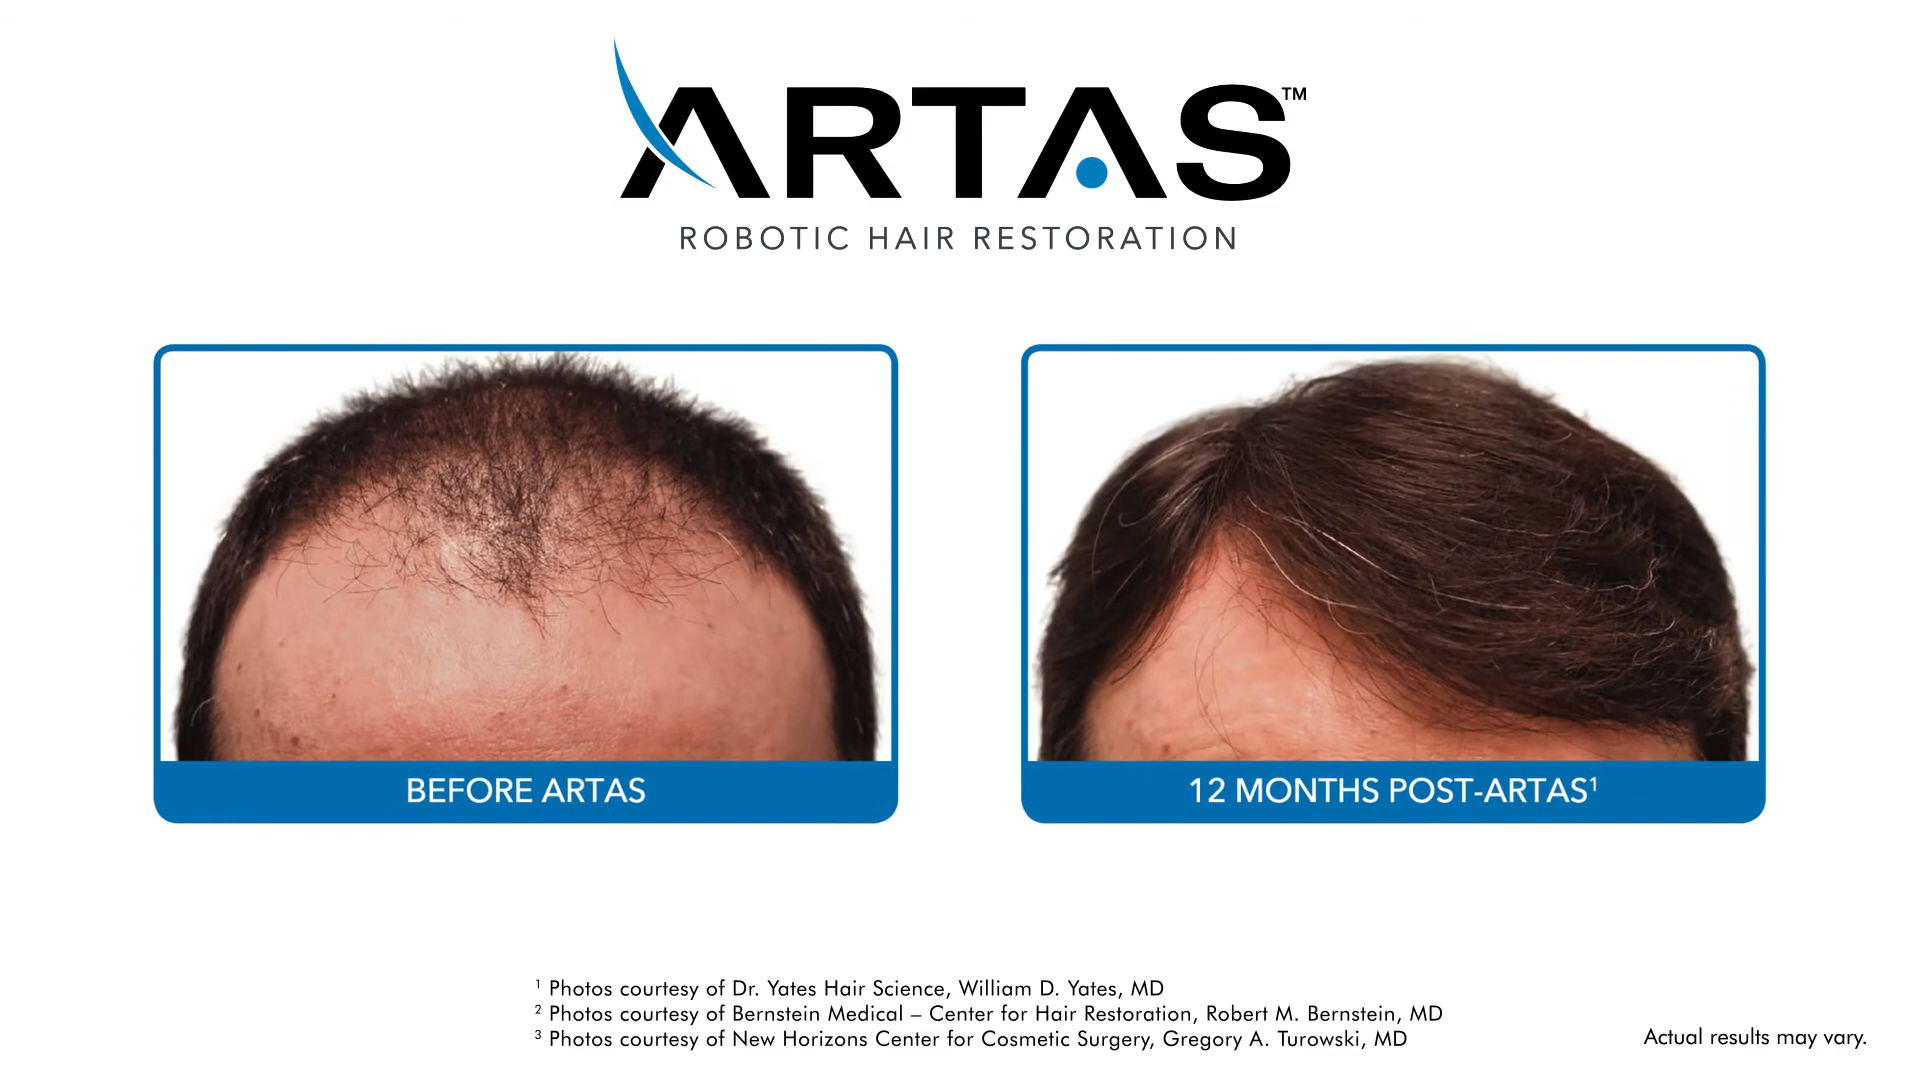 ARTAS™
ROBOTIC HAIR RESTORATION
BEFORE ARTAS
12 MONTHS POST-ARTAS¹
¹ Photos courtesy of Dr. Yates Hair Science, William D. Yates, MD
² Photos courtesy of Bernstein Medical – Center for Hair Restoration, Robert M. Bernstein, MD
³ Photos courtesy of New Horizons Center for Cosmetic Surgery, Gregory A. Turowski, MD
Actual results may vary.